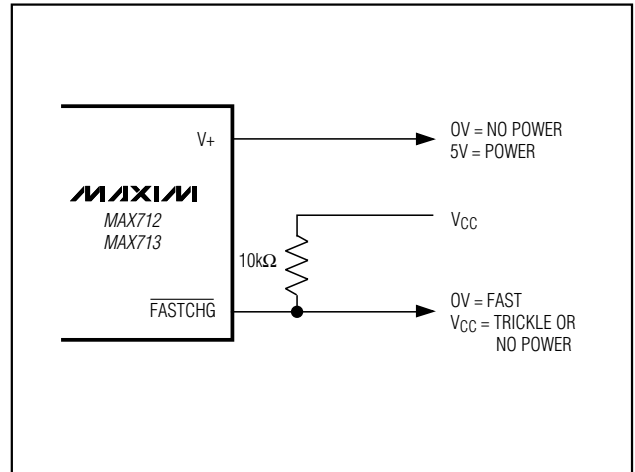 V+
0V = NO POWER
5V = POWER
MAXIM
MAX712
MAX713
VCC
10kΩ
FASTCHG
0V = FAST
VCC = TRICKLE OR
NO POWER